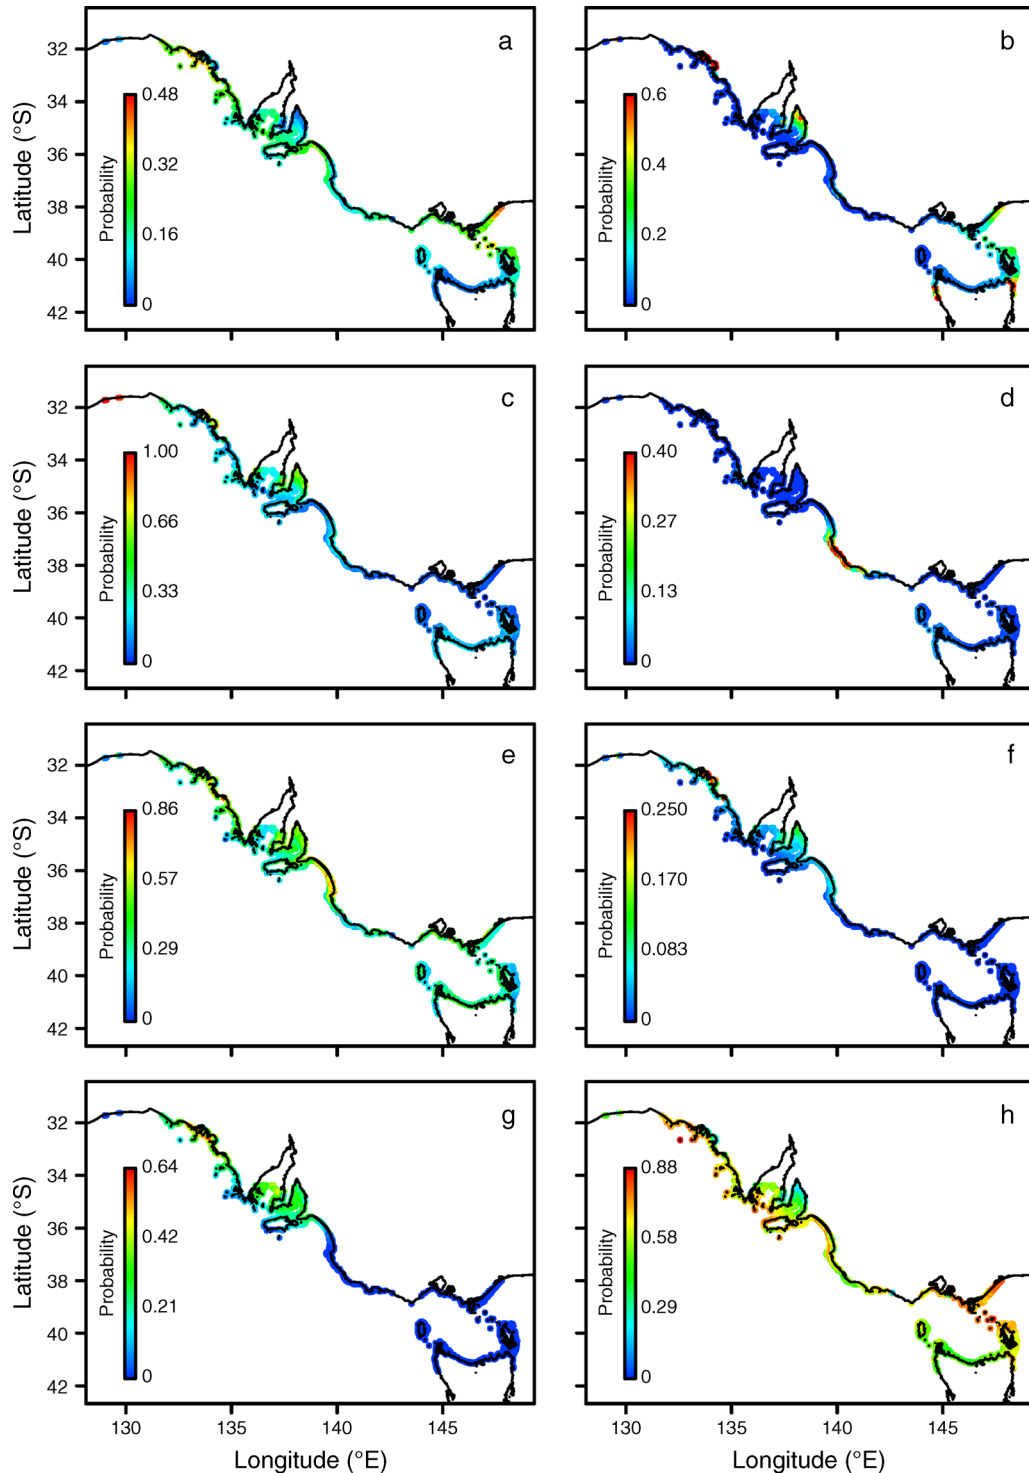 a
32
34
36
38
40
42
Latitude (°S)
Probability
0.48
0.32
0.16
0
b
Probability
0.6
0.4
0.2
0
c
32
34
36
38
40
42
Latitude (°S)
Probability
1.00
0.66
0.33
0
d
Probability
0.40
0.27
0.13
0
e
32
34
36
38
40
42
Latitude (°S)
Probability
0.86
0.57
0.29
0
f
Probability
0.250
0.170
0.083
0
g
32
34
36
38
40
42
Latitude (°S)
Probability
0.64
0.42
0.21
0
130 135 140 145
Longitude (°E)
h
Probability
0.88
0.58
0.29
0
130 135 140 145
Longitude (°E)